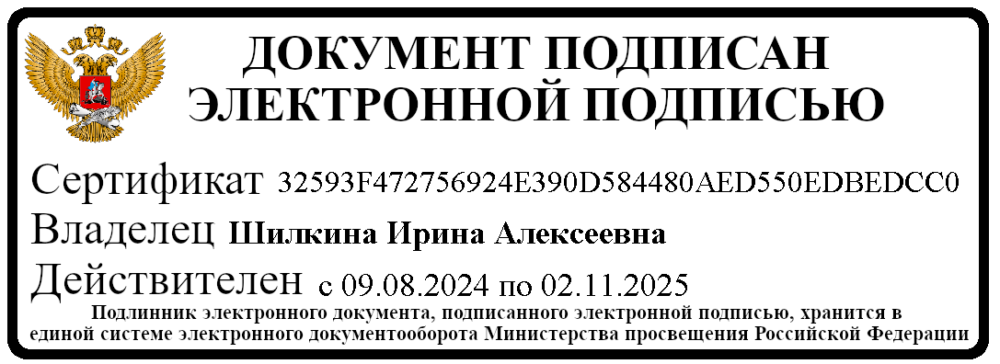 ДОКУМЕНТ ПОДПИСАН
ЭЛЕКТРОННОЙ ПОДПИСЬЮ
Сертификат 32593F472756924E390D584480AED550EDBEDCC0
Владелец Шилкина Ирина Алексеевна
Действителен с 09.08.2024 по 02.11.2025
Подлинник электронного документа, подписанного электронной подписью, хранится в
единой системе электронного документооборота Министерства просвещения Российской Федерации